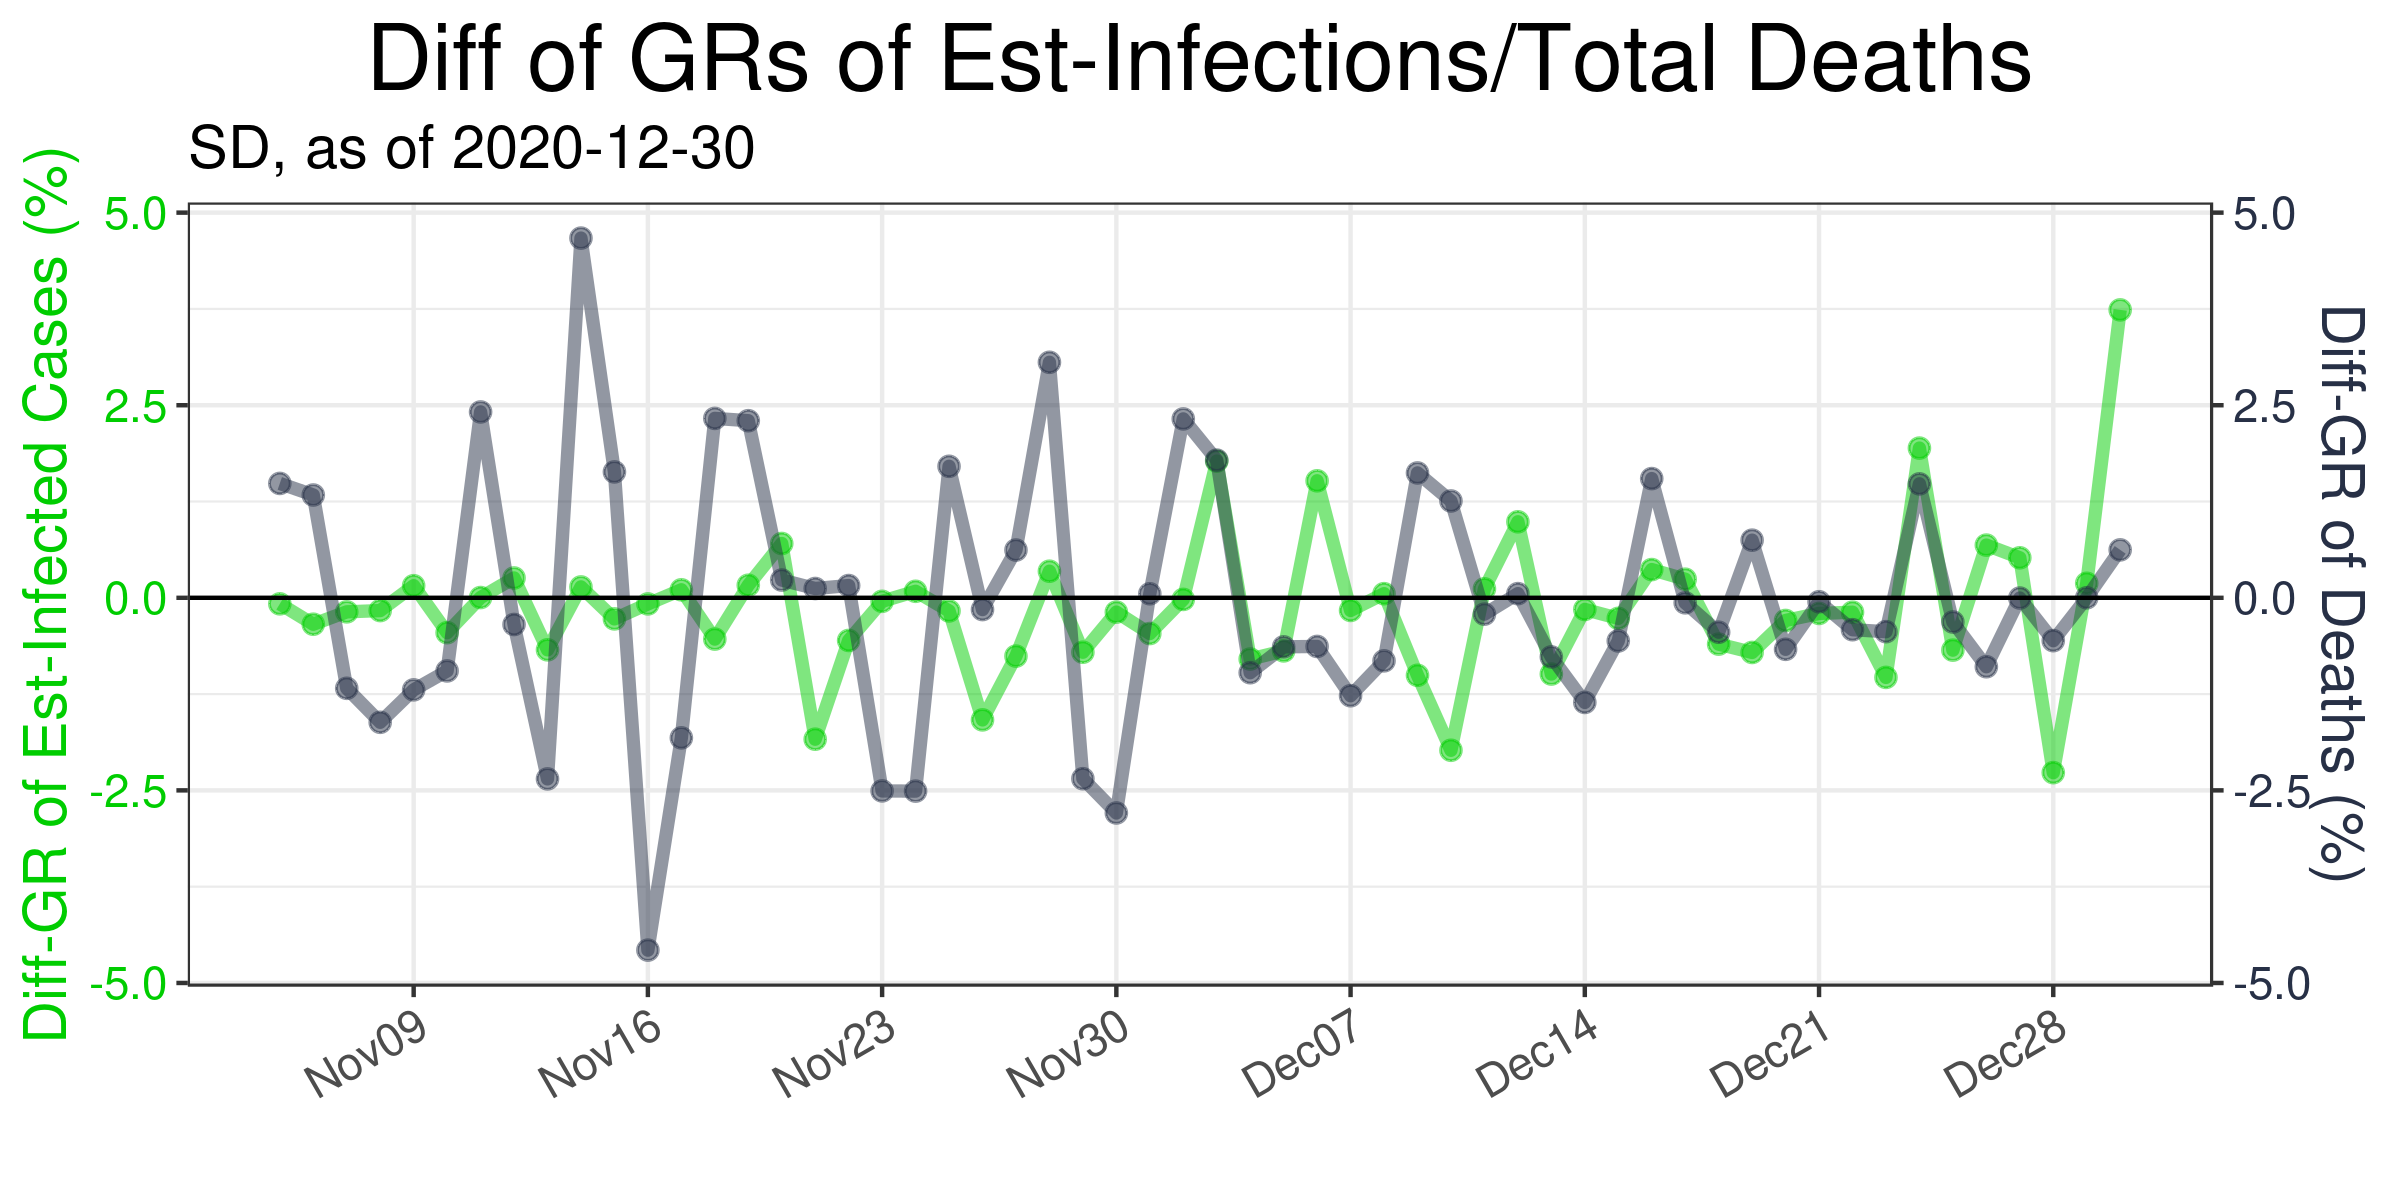 Diff of GRs of Est-Infections/Total Deaths
SD, as of 2020-12-30
Diff-GR of Est-Infected Cases (%)
5.0
2.5
0.0
-2.5
-5.0
5.0
2.5
0.0
-2.5
-5.0
Diff-GR of Deaths (%)
Nov09
Nov16
Nov23
Nov30
Dec07
Dec14
Dec21
Dec28